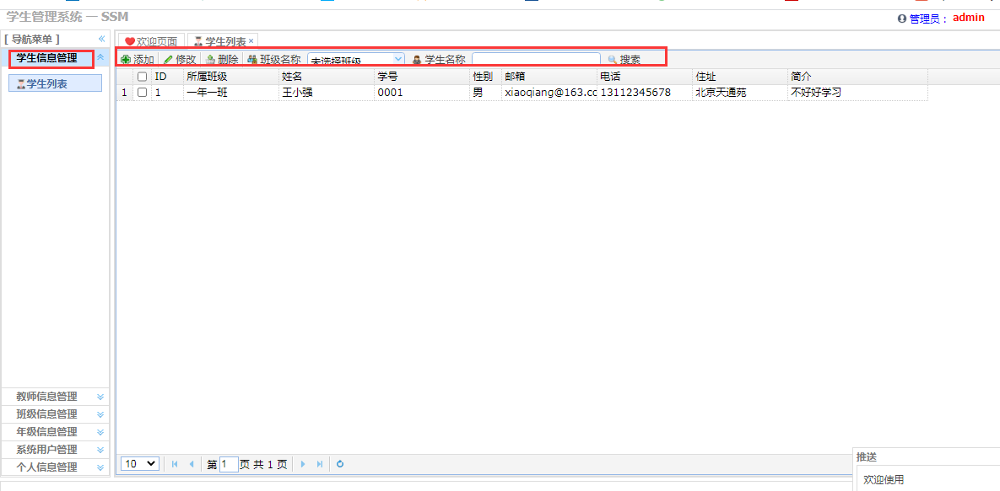 学生管理系统 — SSM
管理员： admin
[ 导航菜单 ]
欢迎页面 学生列表
学生信息管理
学生列表
添加 修改 删除 班级名称 未选择班级 学生名称 搜索
ID 所属班级 姓名 学号 性别 邮箱 电话 住址 简介
1 1 一年一班 王小强 0001 男 xiaoqiang@163.cc 13112345678 北京天通苑 不好好学习
教师信息管理
班级信息管理
年级信息管理
系统用户管理
个人信息管理
10 第 1 页 共 1 页
推送
欢迎使用